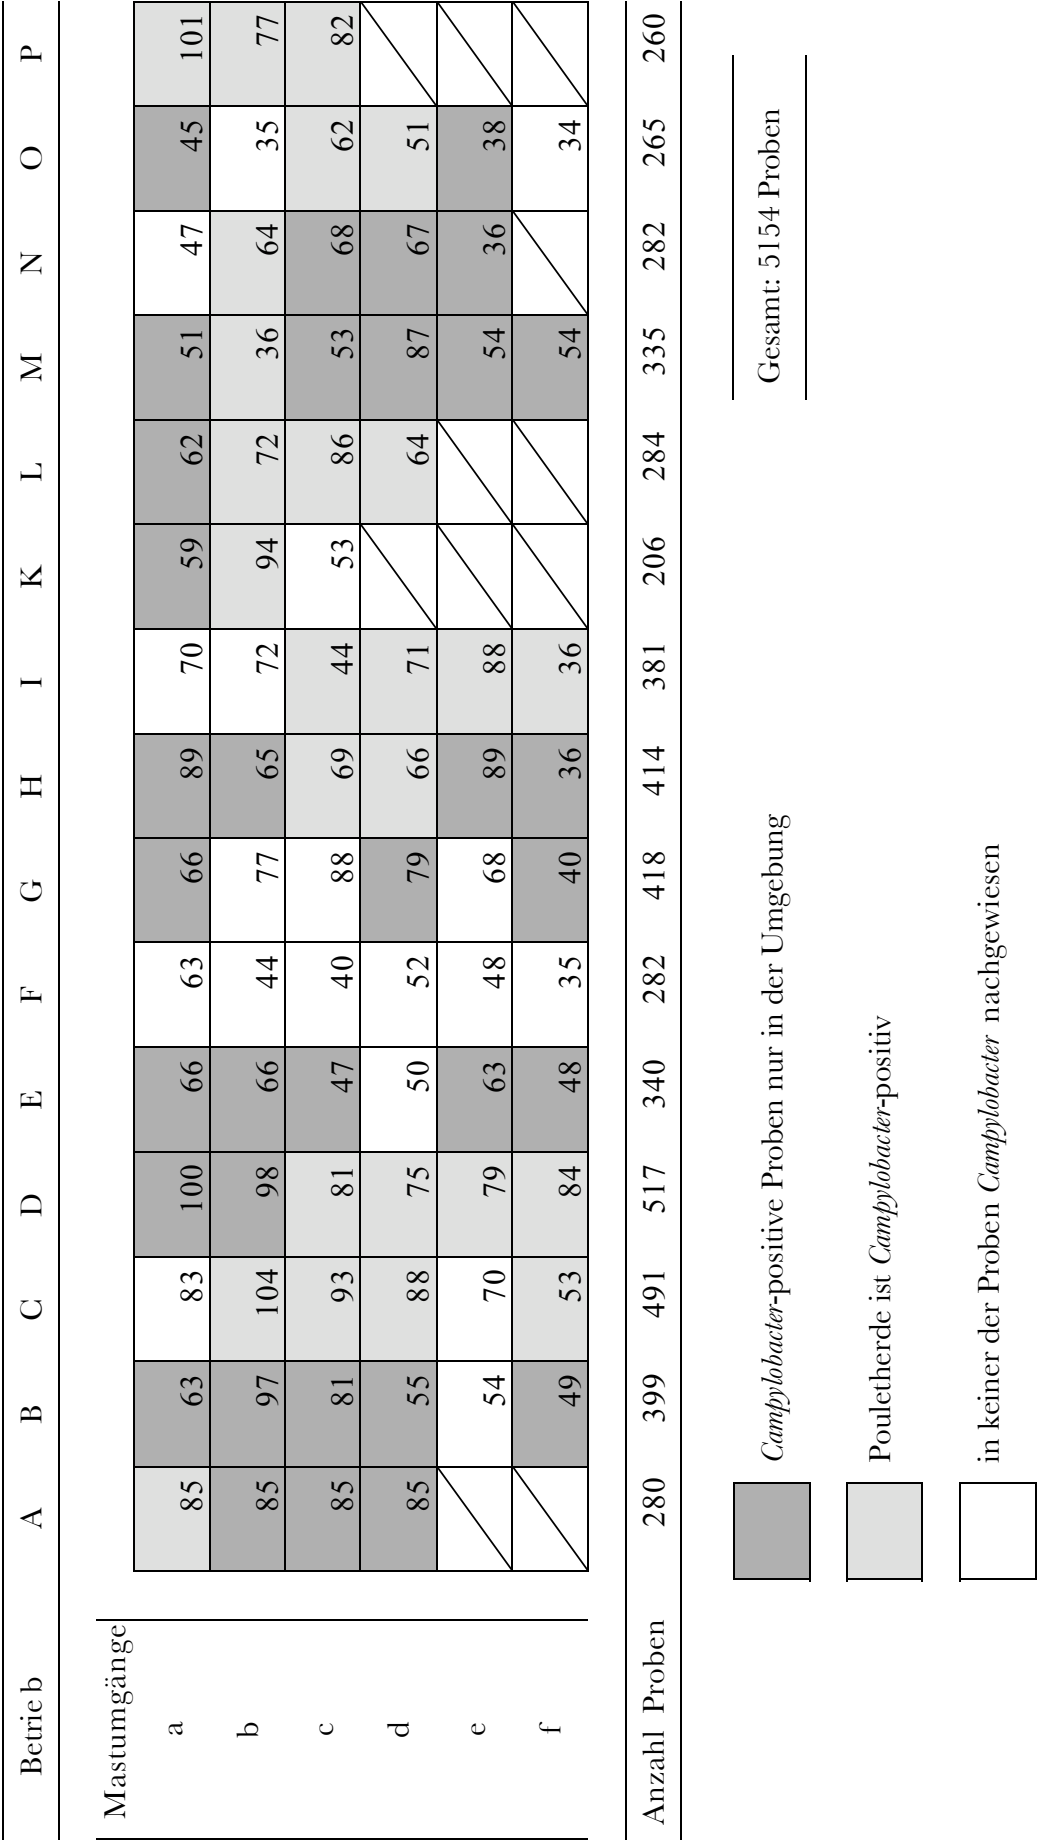 Betrieb A B C D E F G H I K L M N O P
Mastumgänge
a 85 63 83 100 66 63 66 89 70 59 62 51 47 45 101
b 85 97 104 98 66 44 77 65 72 94 72 36 64 35 77
c 85 81 93 81 47 40 88 69 44 53 86 53 68 62 82
d 85 55 88 75 50 52 79 66 71 64 87 67 51
e 54 70 79 63 48 68 89 88 54 36 38
f 49 53 84 48 35 40 36 36 54 34
Anzahl Proben 280 399 491 517 340 282 418 414 381 206 284 335 282 265 260
Campylobacter-positive Proben nur in der Umgebung
Gesamt: 5154 Proben
Pouletherde ist Campylobacter-positiv
in keiner der Proben Campylobacter nachgewiesen